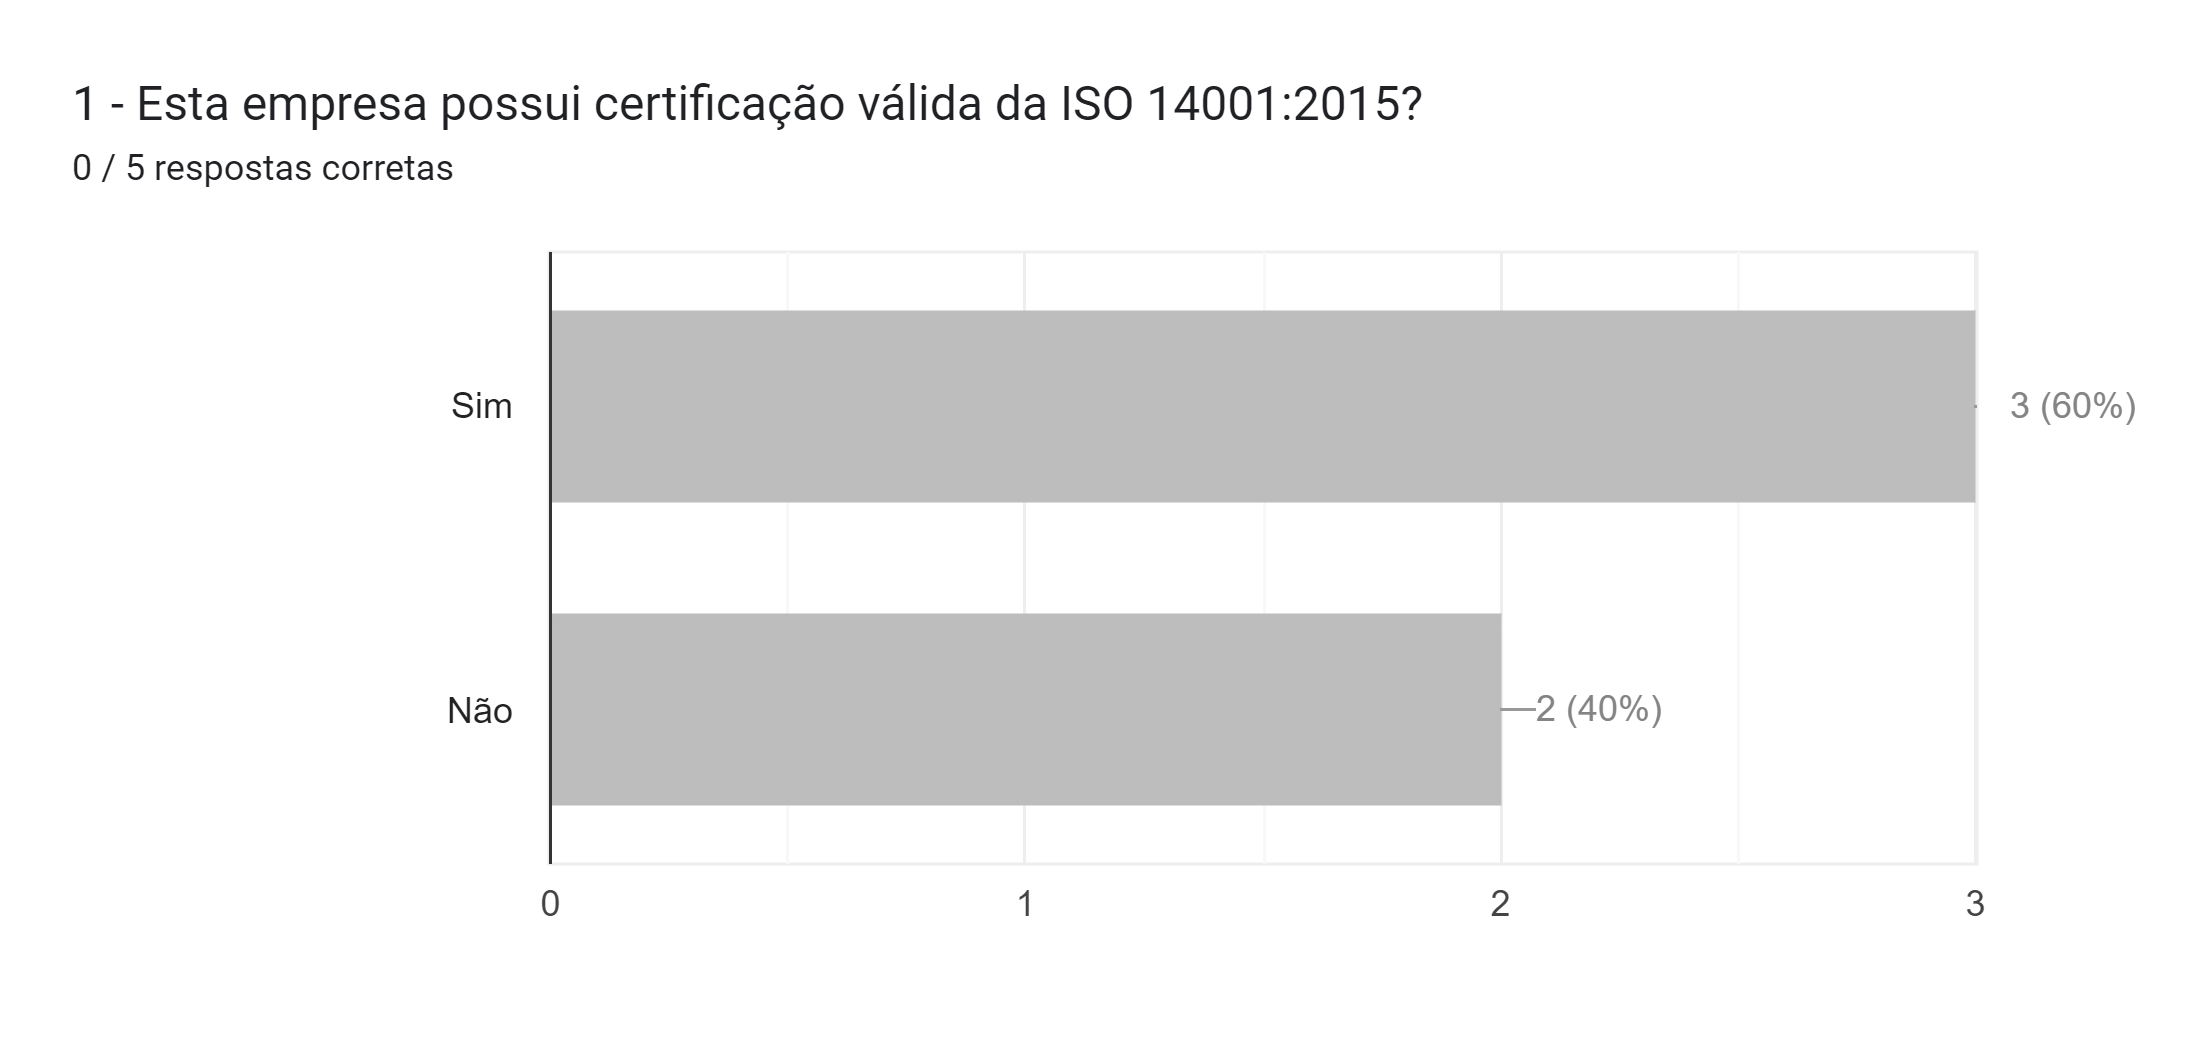 1 - Esta empresa possui certificação válida da ISO 14001:2015?
0 / 5 respostas corretas
Sim
3 (60%)
Não
2 (40%)
0 1 2 3